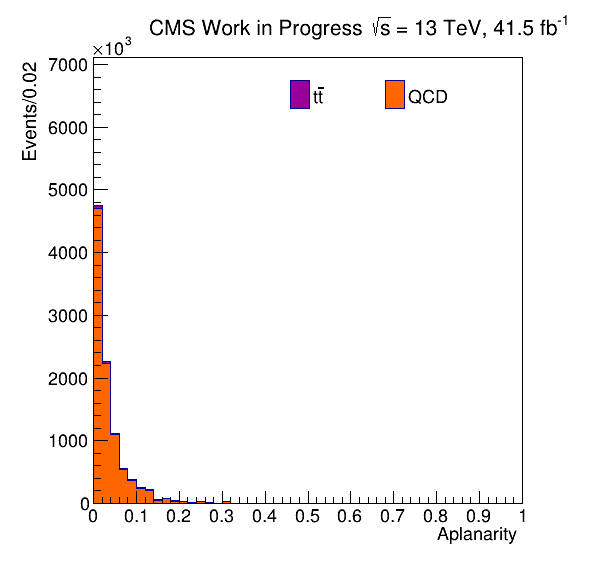 CMS Work in Progress √s = 13 TeV, 41.5 fb⁻¹
×10³
Events/0.02
7000
6000
5000
4000
3000
2000
1000
0
tt̄
QCD
0 0.1 0.2 0.3 0.4 0.5 0.6 0.7 0.8 0.9 1
Aplanarity